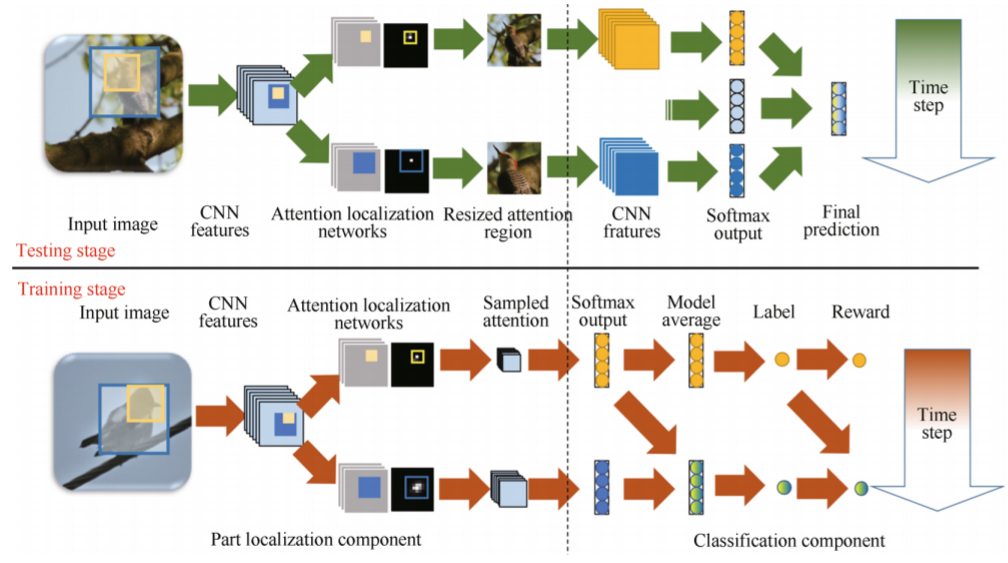 Input image
CNN
features
Attention localization
networks
Resized attention
region
CNN
fratures
Softmax
output
Final
prediction
Time
step
Testing stage
Training stage
Input image
CNN
features
Attention localization
networks
Sampled
attention
Softmax
output
Model
average
Label
Reward
Time
step
Part localization component
Classification component